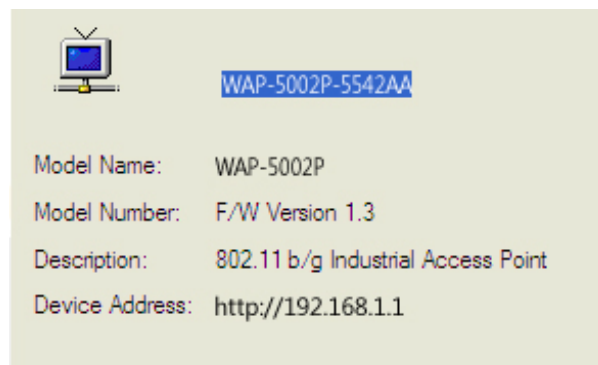 WAP-5002P-5542AA
Model Name: WAP-5002P
Model Number: F/W Version 1.3
Description: 802.11 b/g Industrial Access Point
Device Address: http://192.168.1.1